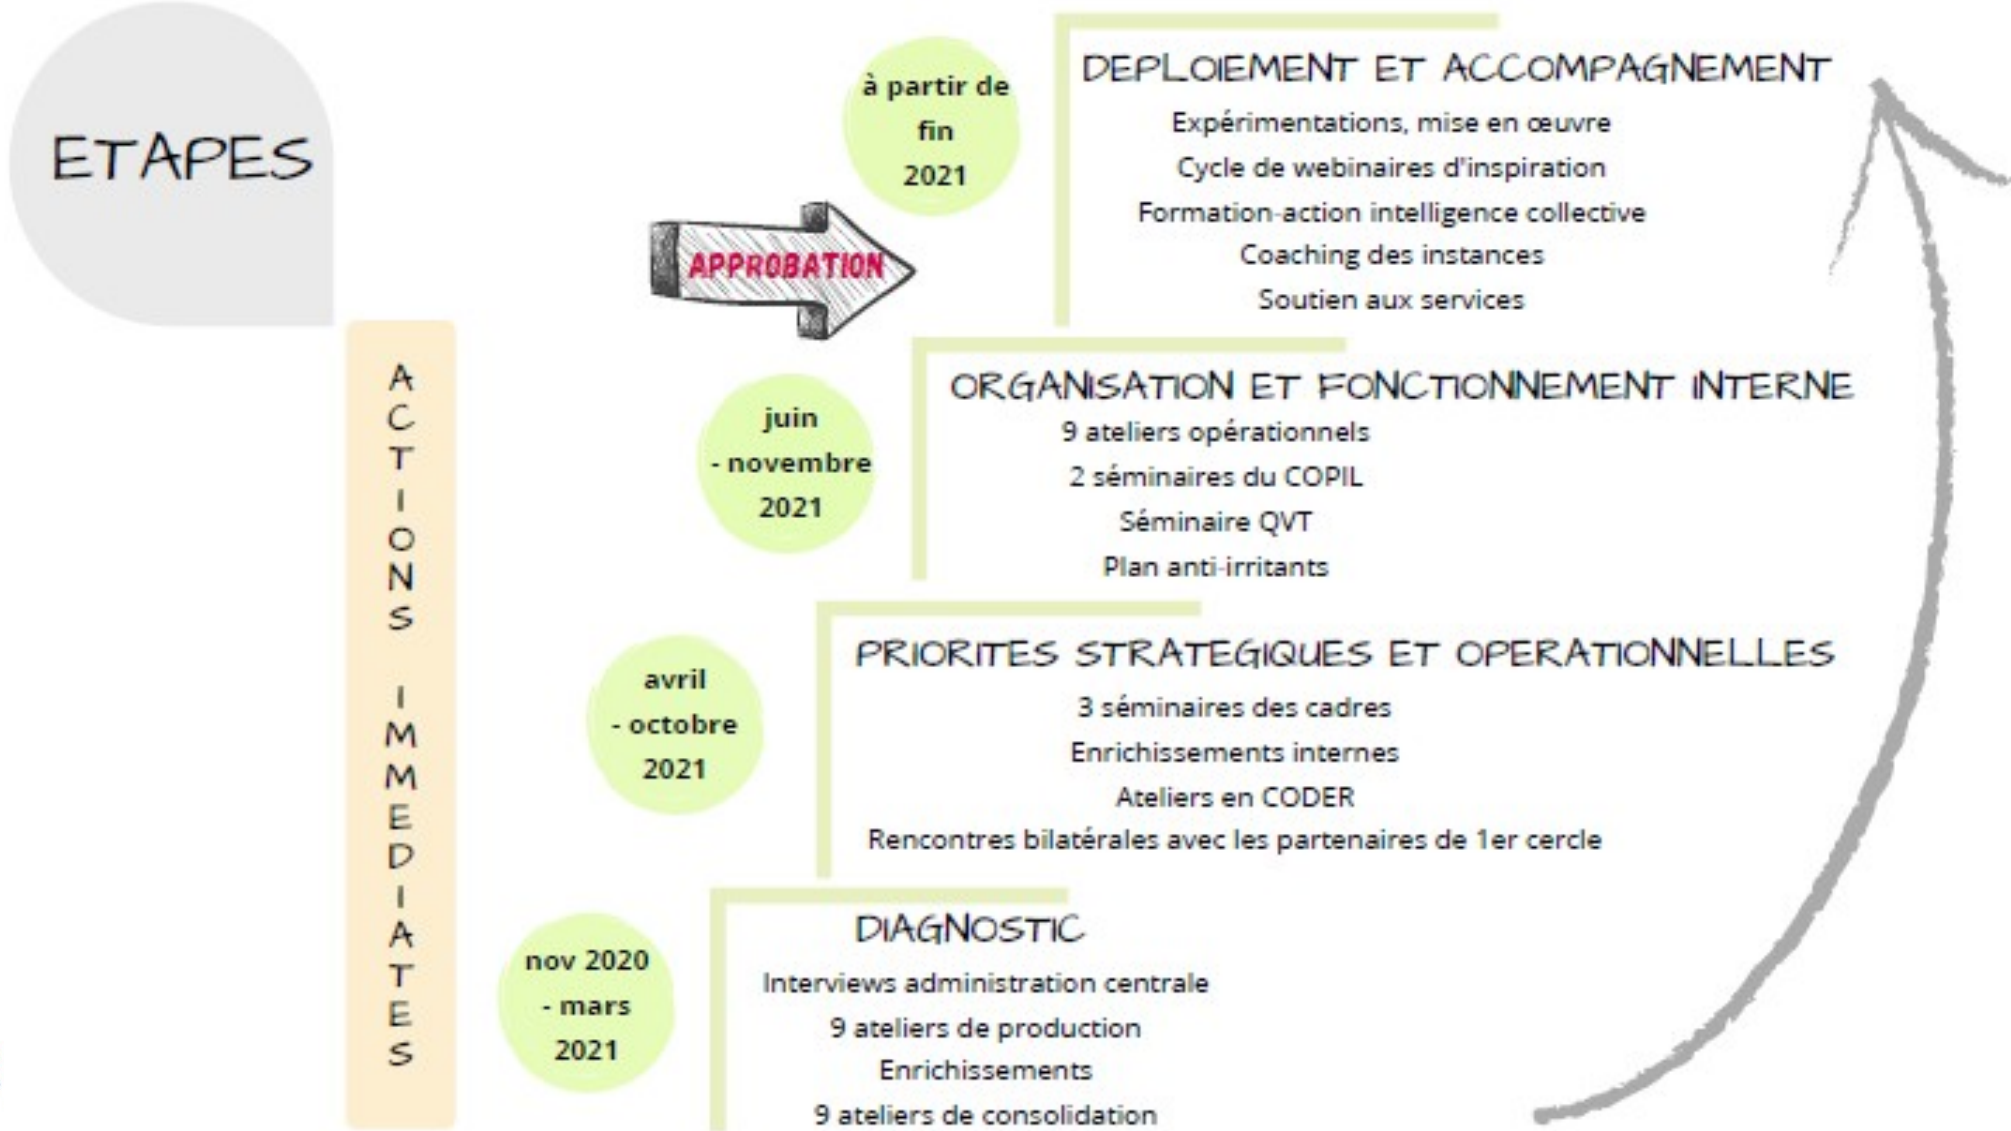 ETAPES
à partir de
fin
2021
DEPLOIEMENT ET ACCOMPAGNEMENT
Expérimentations, mise en œuvre
Cycle de webinaires d'inspiration
Formation-action intelligence collective
Coaching des instances
Soutien aux services
APPROBATION
ACTIONS IMMEDIATES
juin
- novembre
2021
ORGANISATION ET FONCTIONNEMENT INTERNE
9 ateliers opérationnels
2 séminaires du COPIL
Séminaire QVT
Plan anti-irritants
avril
- octobre
2021
PRIORITES STRATEGIQUES ET OPERATIONNELLES
3 séminaires des cadres
Enrichissements internes
Ateliers en CODER
Rencontres bilatérales avec les partenaires de 1er cercle
nov 2020
- mars
2021
DIAGNOSTIC
Interviews administration centrale
9 ateliers de production
Enrichissements
9 ateliers de consolidation